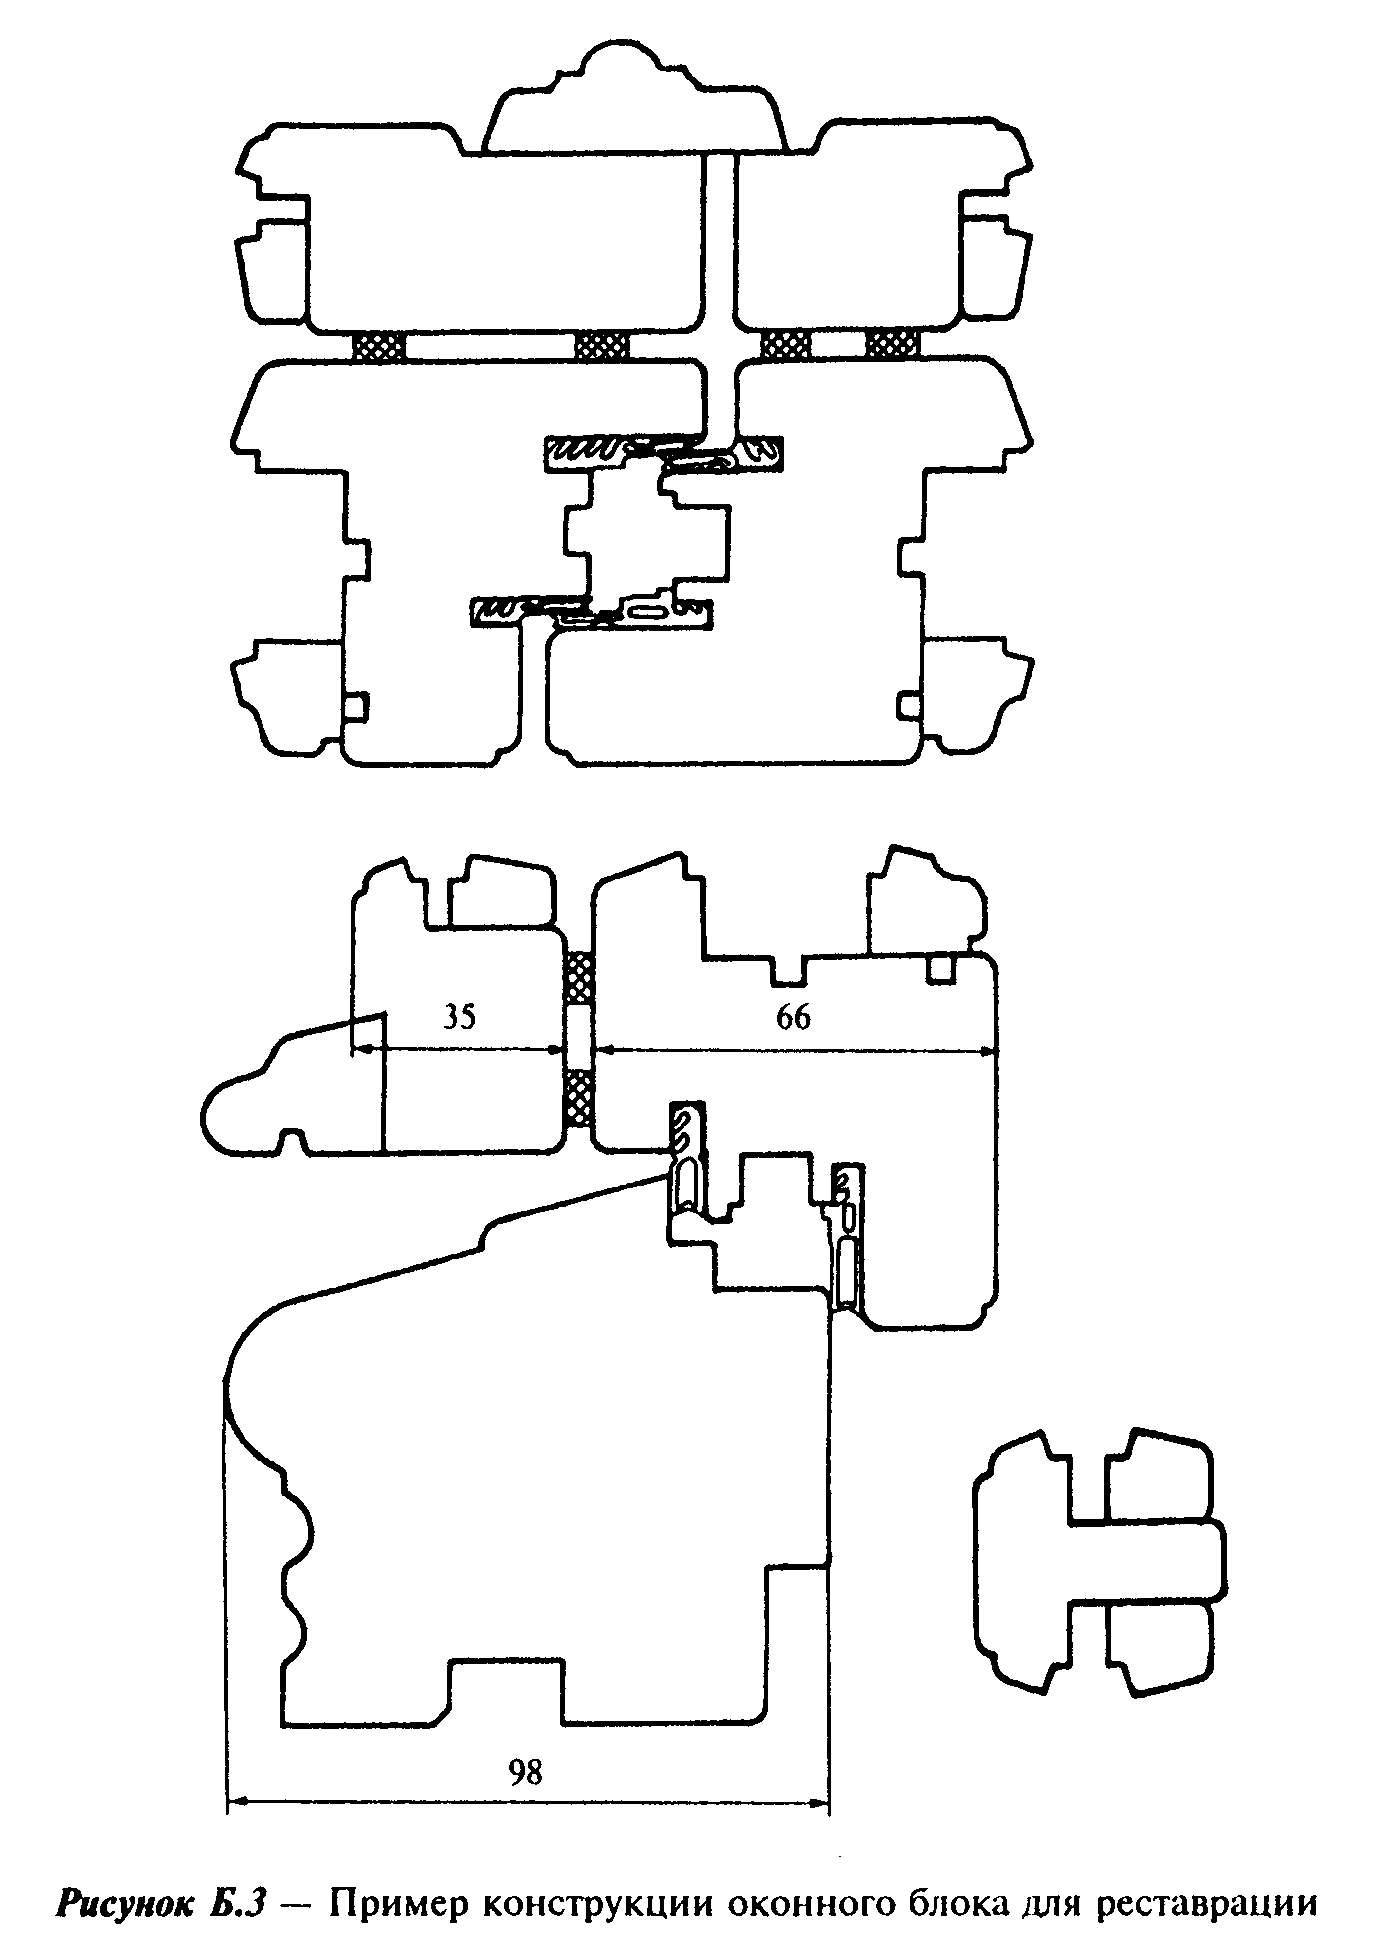 35
66
98
Рисунок Б.3 — Пример конструкции оконного блока для реставрации